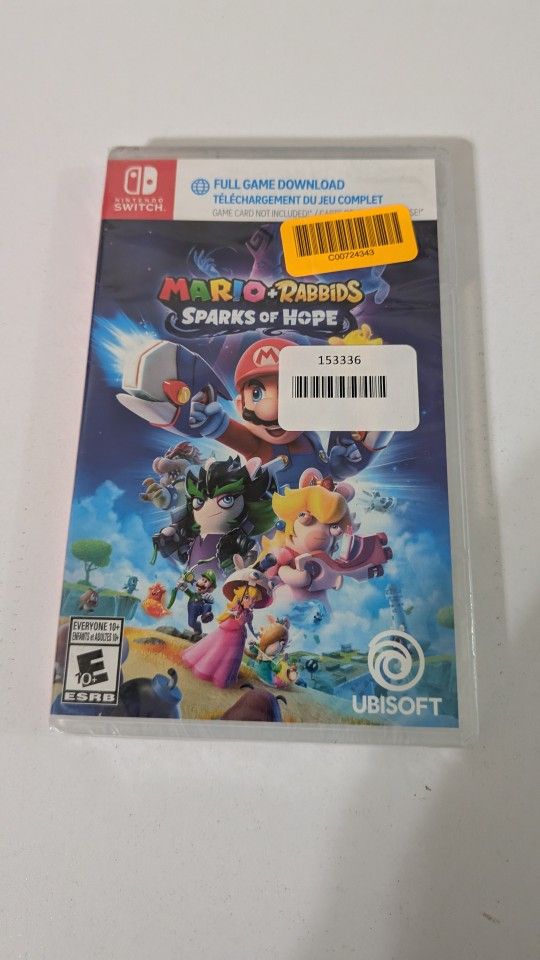 NINTENDO
SWITCH
FULL GAME DOWNLOAD
TÉLÉCHARGEMENT DU JEU COMPLET
GAME CARD NOT INCLUDED!* /
C00724343
MARIO + RABBIDS
SPARKS OF HOPE
153336
M
EVERYONE 10+
ENFANTS et ADULTES 10+
E
10+
ESRB
UBISOFT